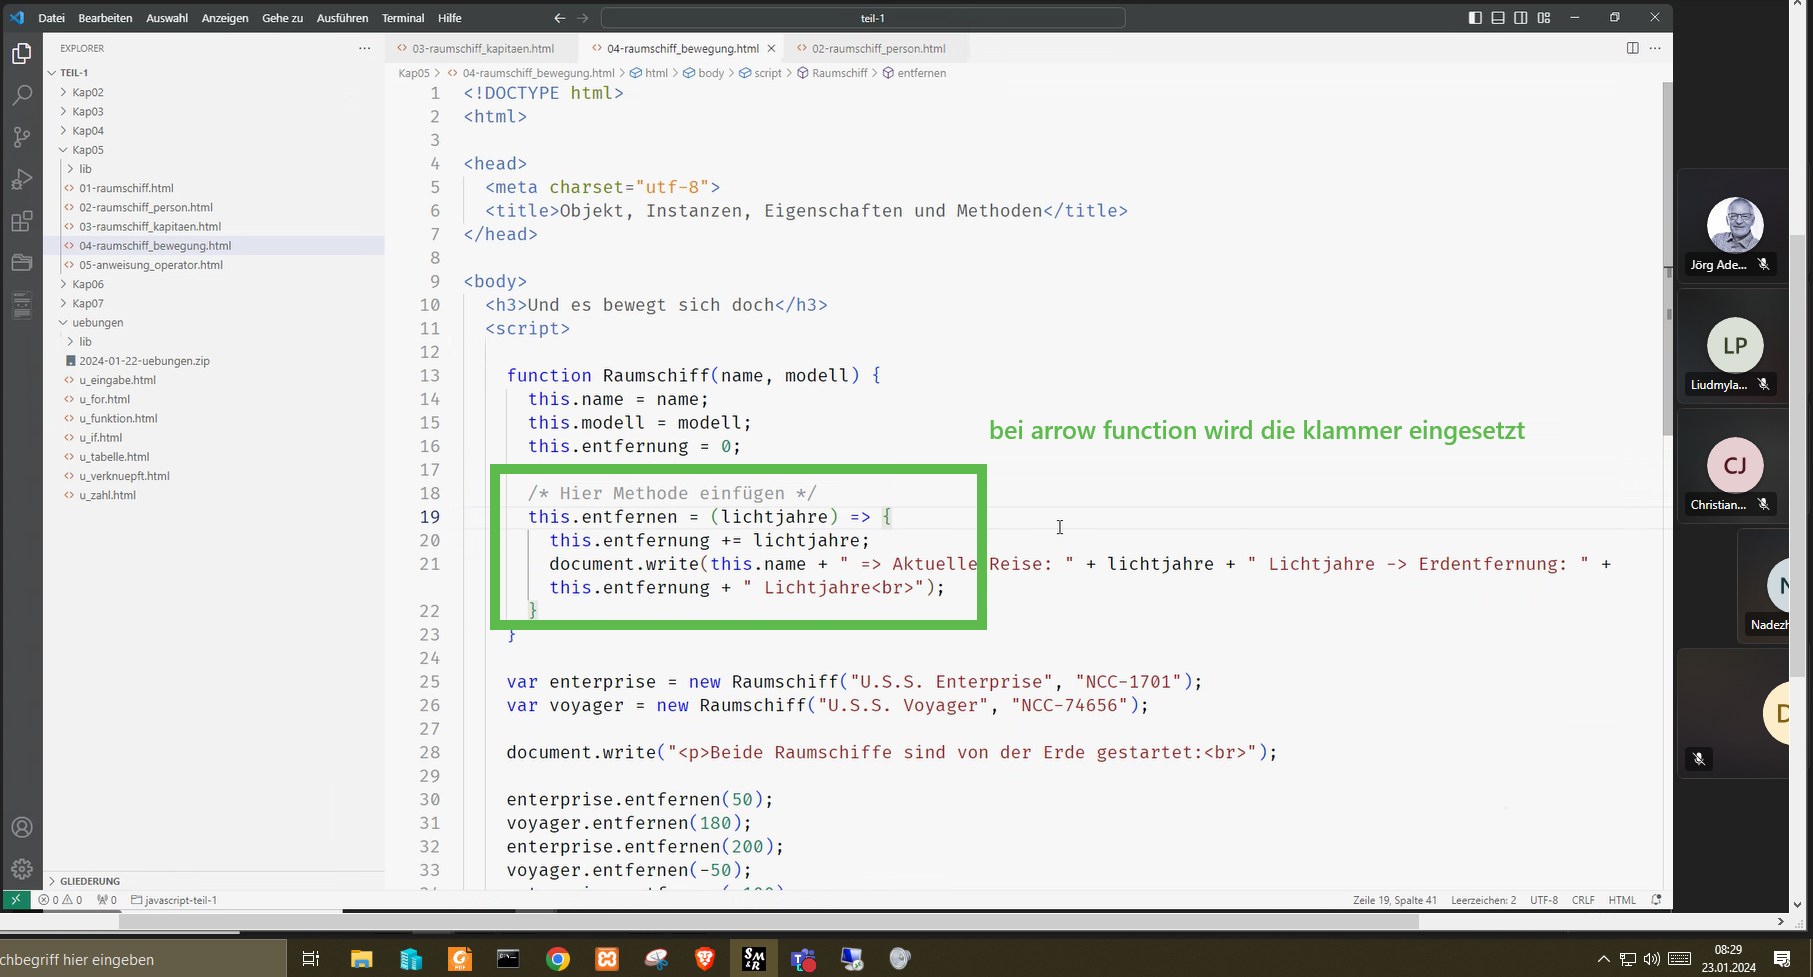 Datei Bearbeiten Auswahl Anzeigen Gehe zu Ausführen Terminal Hilfe
teil-1
EXPLORER
TEIL-1
Kap02
Kap03
Kap04
Kap05
lib
01-raumschiff.html
02-raumschiff_person.html
03-raumschiff_kapitaen.html
04-raumschiff_bewegung.html
05-anweisung_operator.html
Kap06
Kap07
uebungen
lib
2024-01-22-uebungen.zip
u_eingabe.html
u_for.html
u_funktion.html
u_if.html
u_tabelle.html
u_verknuepft.html
u_zahl.html
GLIEDERUNG
03-raumschiff_kapitaen.html 04-raumschiff_bewegung.html 02-raumschiff_person.html
Kap05 > 04-raumschiff_bewegung.html > html > body > script > Raumschiff > entfernen
1 <!DOCTYPE html>
2 <html>
3
4 <head>
5 <meta charset="utf-8">
6 <title>Objekt, Instanzen, Eigenschaften und Methoden</title>
7 </head>
8
9 <body>
10 <h3>Und es bewegt sich doch</h3>
11 <script>
12
13 function Raumschiff(name, modell) {
14 this.name = name;
15 this.modell = modell;
bei arrow function wird die klammer eingesetzt
16 this.entfernung = 0;
17
18 /* Hier Methode einfügen */
19 this.entfernen = (lichtjahre) => {
20 this.entfernung += lichtjahre;
21 document.write(this.name + " => Aktuelle Reise: " + lichtjahre + " Lichtjahre -> Erdentfernung: " +
this.entfernung + " Lichtjahre<br>");
22 }
23 }
24
25 var enterprise = new Raumschiff("U.S.S. Enterprise", "NCC-1701");
26 var voyager = new Raumschiff("U.S.S. Voyager", "NCC-74656");
27
28 document.write("<p>Beide Raumschiffe sind von der Erde gestartet:<br>");
29
30 enterprise.entfernen(50);
31 voyager.entfernen(180);
32 enterprise.entfernen(200);
33 voyager.entfernen(-50);
Jörg Ade...
LP
Liudmyla...
CJ
Christian...
N
Nadezh
D
0 0 0 javascript-teil-1
Zeile 19, Spalte 41 Leerzeichen: 2 UTF-8 CRLF HTML
chbegriff hier eingeben
08:29
23.01.2024